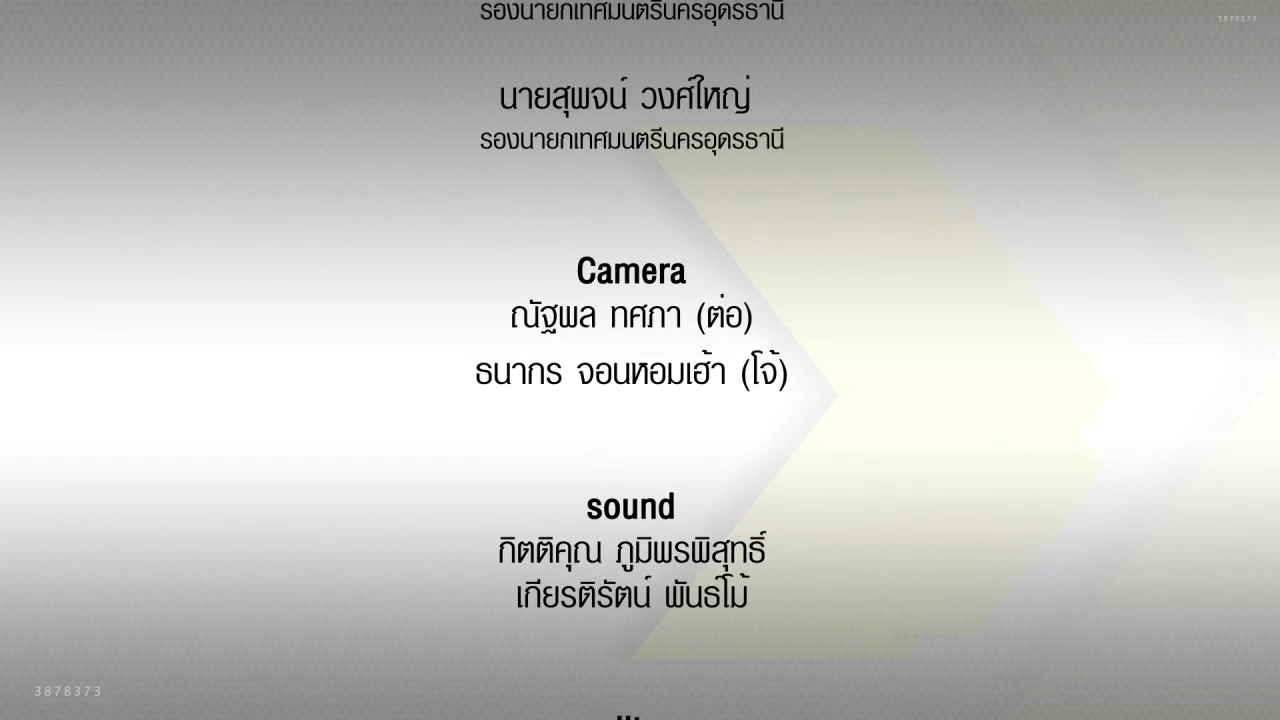 รองนายกเทศมนตรีนครอุดรธานี
3878373
นายสุพจน์ วงศ์ใหญ่
รองนายกเทศมนตรีนครอุดรธานี
Camera
ณัฐพล ทศภา (ต่อ)
ธนากร จอนหอมเฮ้า (โจ้)
sound
กิตติคุณ ภูมิพรพิสุทธิ์
เกียรติรัตน์ พันธ์โม้
3878373